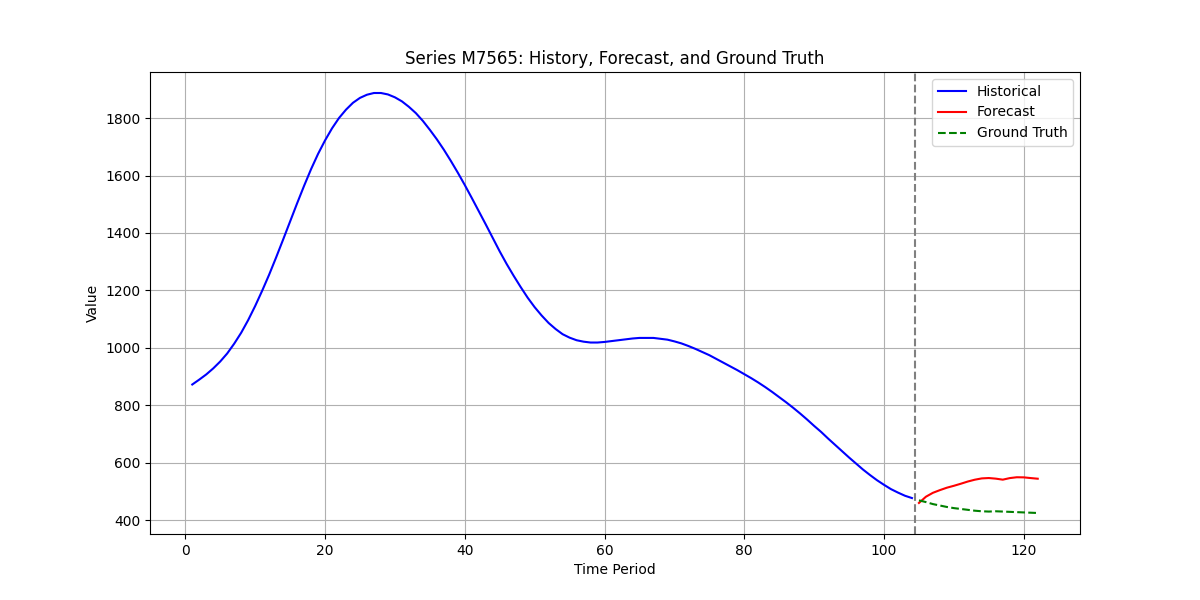 Series M7565: History, Forecast, and Ground Truth
Historical
Forecast
Ground Truth
Value
1800
1600
1400
1200
1000
800
600
400
0 20 40 60 80 100 120
Time Period